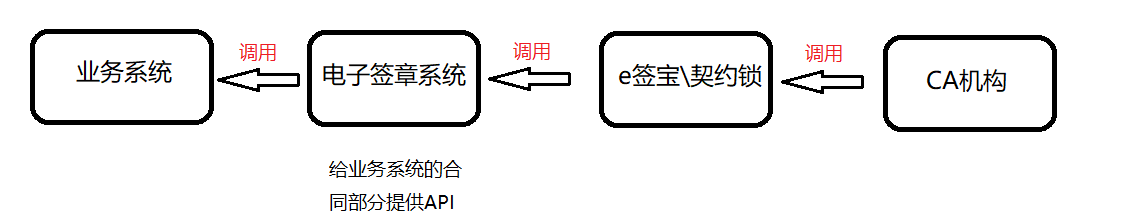 业务系统
调用
电子签章系统
调用
e签宝\契约锁
调用
CA机构
给业务系统的合
同部分提供API